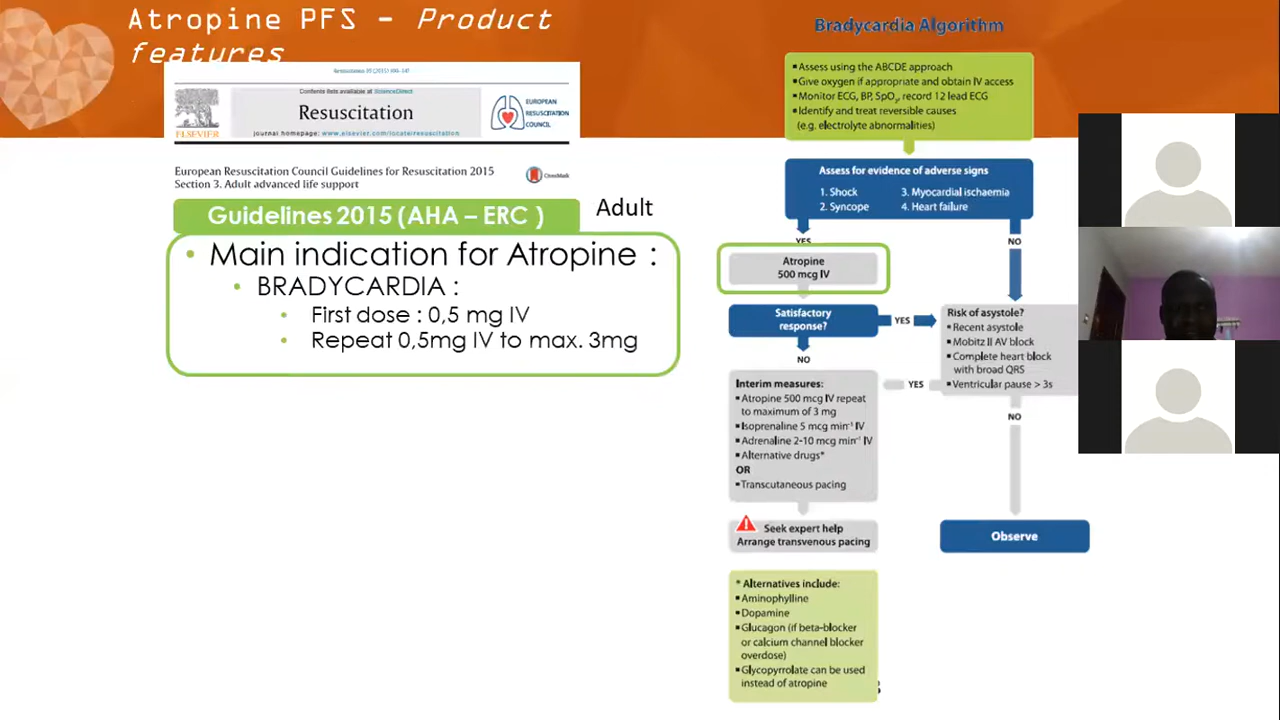 Atropine PFS - Product
features
Contents lists available at ScienceDirect
Resuscitation
journal homepage: www.elsevier.com/locate/resuscitation
ELSEVIER
EUROPEAN
RESUSCITATION
COUNCIL
European Resuscitation Council Guidelines for Resuscitation 2015
Section 3. Adult advanced life support
CrossMark
Guidelines 2015 (AHA – ERC )
Adult
• Main indication for Atropine :
• BRADYCARDIA :
• First dose : 0,5 mg IV
• Repeat 0,5mg IV to max. 3mg
Bradycardia Algorithm
▪ Assess using the ABCDE approach
▪ Give oxygen if appropriate and obtain IV access
▪ Monitor ECG, BP, SpO₂, record 12 lead ECG
▪ Identify and treat reversible causes
(e.g. electrolyte abnormalities)
Assess for evidence of adverse signs
1. Shock
2. Syncope
3. Myocardial ischaemia
4. Heart failure
YES
NO
Atropine
500 mcg IV
Satisfactory
response?
YES
NO
Risk of asystole?
▪ Recent asystole
▪ Mobitz II AV block
▪ Complete heart block
with broad QRS
▪ Ventricular pause > 3s
YES
NO
Interim measures:
▪ Atropine 500 mcg IV repeat
to maximum of 3 mg
▪ Isoprenaline 5 mcg min⁻¹ IV
▪ Adrenaline 2-10 mcg min⁻¹ IV
▪ Alternative drugs*
OR
▪ Transcutaneous pacing
Seek expert help
Arrange transvenous pacing
Observe
* Alternatives include:
▪ Aminophylline
▪ Dopamine
▪ Glucagon (if beta-blocker
or calcium channel blocker
overdose)
▪ Glycopyrrolate can be used
instead of atropine